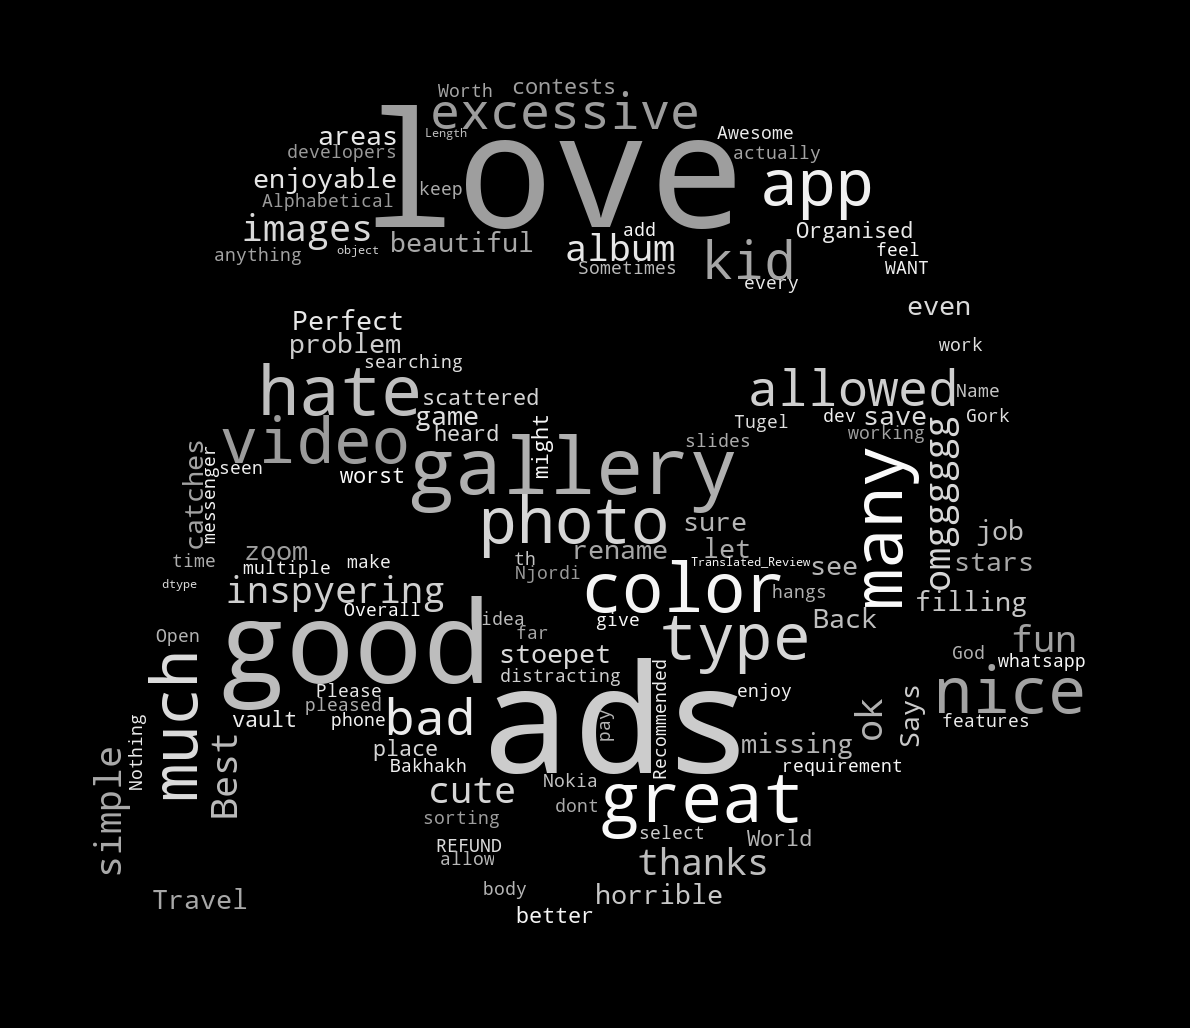 Worth
contests
excessive
love
Length
areas
Awesome
developers
actually
enjoyable
keep
app
Alphabetical
images
add
Organised
beautiful
album
kid
anything
object
Sometimes
feel
WANT
every
even
Perfect
problem
work
searching
hate
scattered
allowed
Name
game
Tugel
dev
save
Gork
video
heard
might
slides
working
seen
worst
gallery
catches
messenger
many
omggggggg
photo
sure
job
time
zoom
th
rename
let
stars
multiple
make
Njordi
Translated_Review
see
dtype
inspyering
color
hangs
filling
Overall
idea
give
Back
Open
good
far
type
fun
stoepet
God
whatsapp
much
distracting
Recommended
enjoy
nice
Please
pleased
ads
pay
ok
Says
vault
phone
bad
features
Nothing
place
missing
Best
Bakhakh
requirement
simple
cute
Nokia
great
dont
sorting
select
World
REFUND
allow
thanks
Travel
body
horrible
better